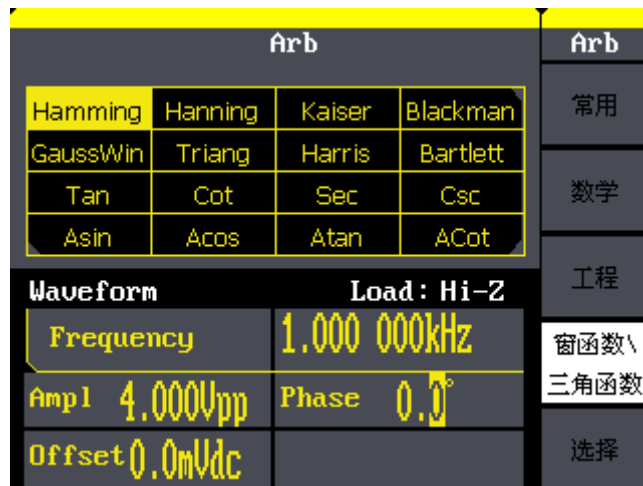 Arb
Arb
Hamming Hanning Kaiser Blackman
GaussWin Triang Harris Bartlett
Tan Cot Sec Csc
Asin Acos Atan ACot
常用
数学
工程
窗函数\
三角函数
选择
Waveform Load: Hi-Z
Frequency 1.000 000kHz
Ampl 4.000Vpp Phase 0.0°
Offset 0.0mVdc